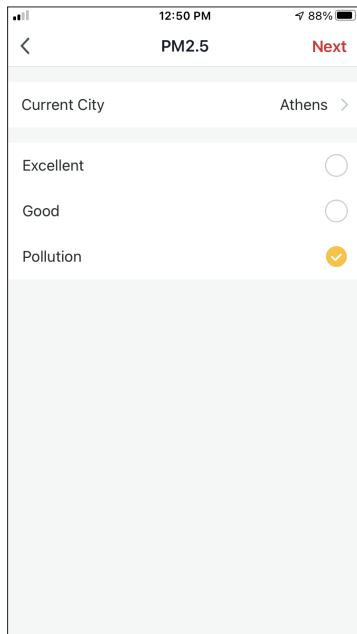 12:50 PM 88%
PM2.5 Next
Current City Athens
Excellent
Good
Pollution